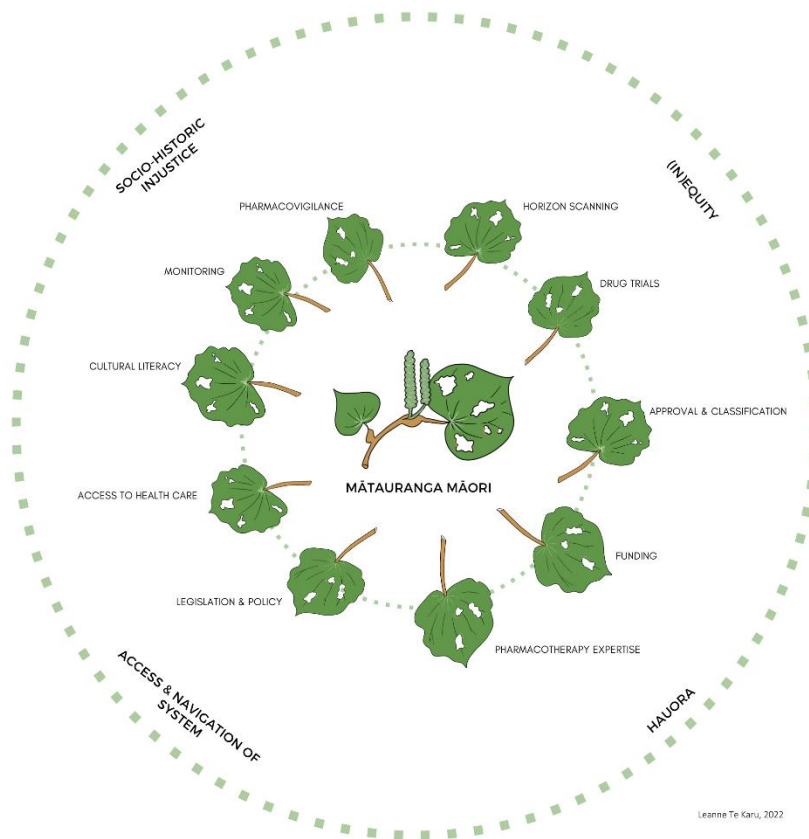 SOCIO-HISTORIC
INJUSTICE
(IN)EQUITY
PHARMACOVIGILANCE
HORIZON SCANNING
MONITORING
DRUG TRIALS
CULTURAL LITERACY
APPROVAL & CLASSIFICATION
MĀTAURANGA MĀORI
ACCESS TO HEALTH CARE
FUNDING
LEGISLATION & POLICY
PHARMACOTHERAPY EXPERTISE
ACCESS & NAVIGATION OF
SYSTEM
HAUORA
Leanne Te Karu, 2022